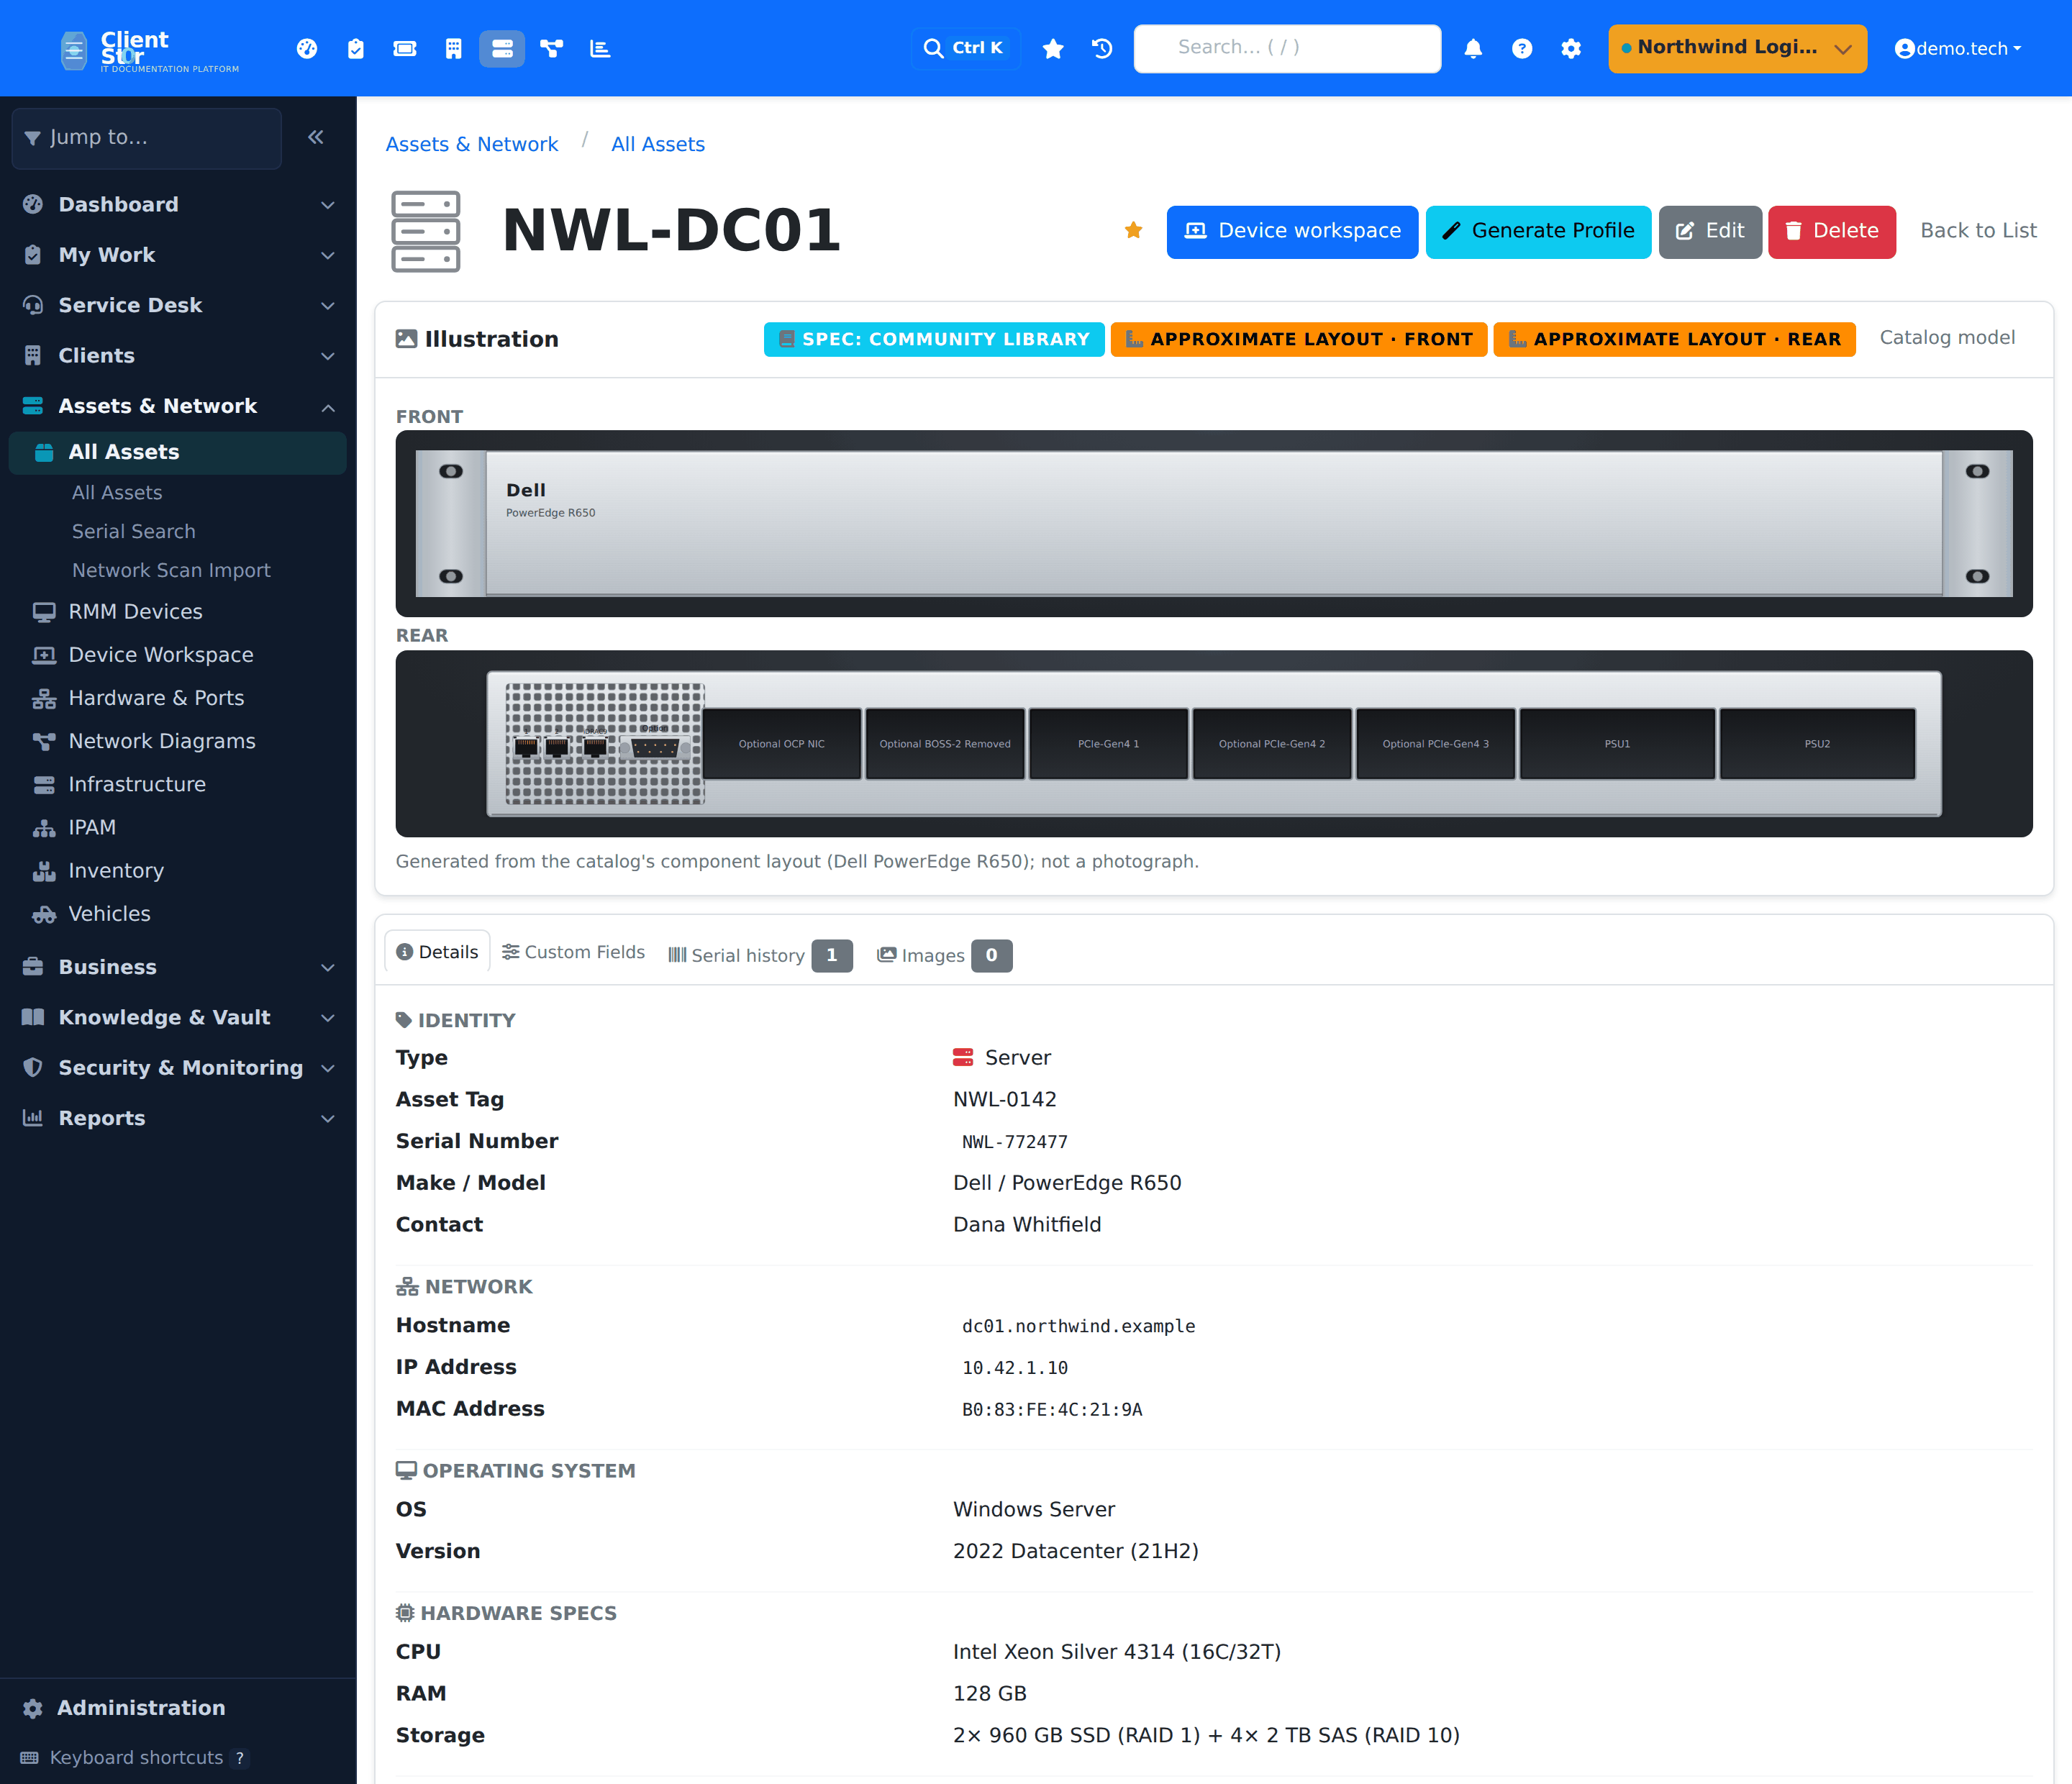 Client
Stor
IT DOCUMENTATION PLATFORM
Ctrl K
Search... ( / )
Northwind Logi...
demo.tech
Jump to...
Dashboard
My Work
Service Desk
Clients
Assets & Network
All Assets
All Assets
Serial Search
Network Scan Import
RMM Devices
Device Workspace
Hardware & Ports
Network Diagrams
Infrastructure
IPAM
Inventory
Vehicles
Business
Knowledge & Vault
Security & Monitoring
Reports
Administration
Keyboard shortcuts ?
Assets & Network / All Assets
NWL-DC01
Device workspace
Generate Profile
Edit
Delete
Back to List
Illustration
SPEC: COMMUNITY LIBRARY
APPROXIMATE LAYOUT · FRONT
APPROXIMATE LAYOUT · REAR
Catalog model
FRONT
Dell
PowerEdge R650
REAR
Optional OCP NIC
Optional BOSS-2 Removed
PCIe-Gen4 1
Optional PCIe-Gen4 2
Optional PCIe-Gen4 3
PSU1
PSU2
Generated from the catalog's component layout (Dell PowerEdge R650); not a photograph.
Details
Custom Fields
Serial history 1
Images 0
IDENTITY
Type Server
Asset Tag NWL-0142
Serial Number NWL-772477
Make / Model Dell / PowerEdge R650
Contact Dana Whitfield
NETWORK
Hostname dc01.northwind.example
IP Address 10.42.1.10
MAC Address B0:83:FE:4C:21:9A
OPERATING SYSTEM
OS Windows Server
Version 2022 Datacenter (21H2)
HARDWARE SPECS
CPU Intel Xeon Silver 4314 (16C/32T)
RAM 128 GB
Storage 2× 960 GB SSD (RAID 1) + 4× 2 TB SAS (RAID 10)